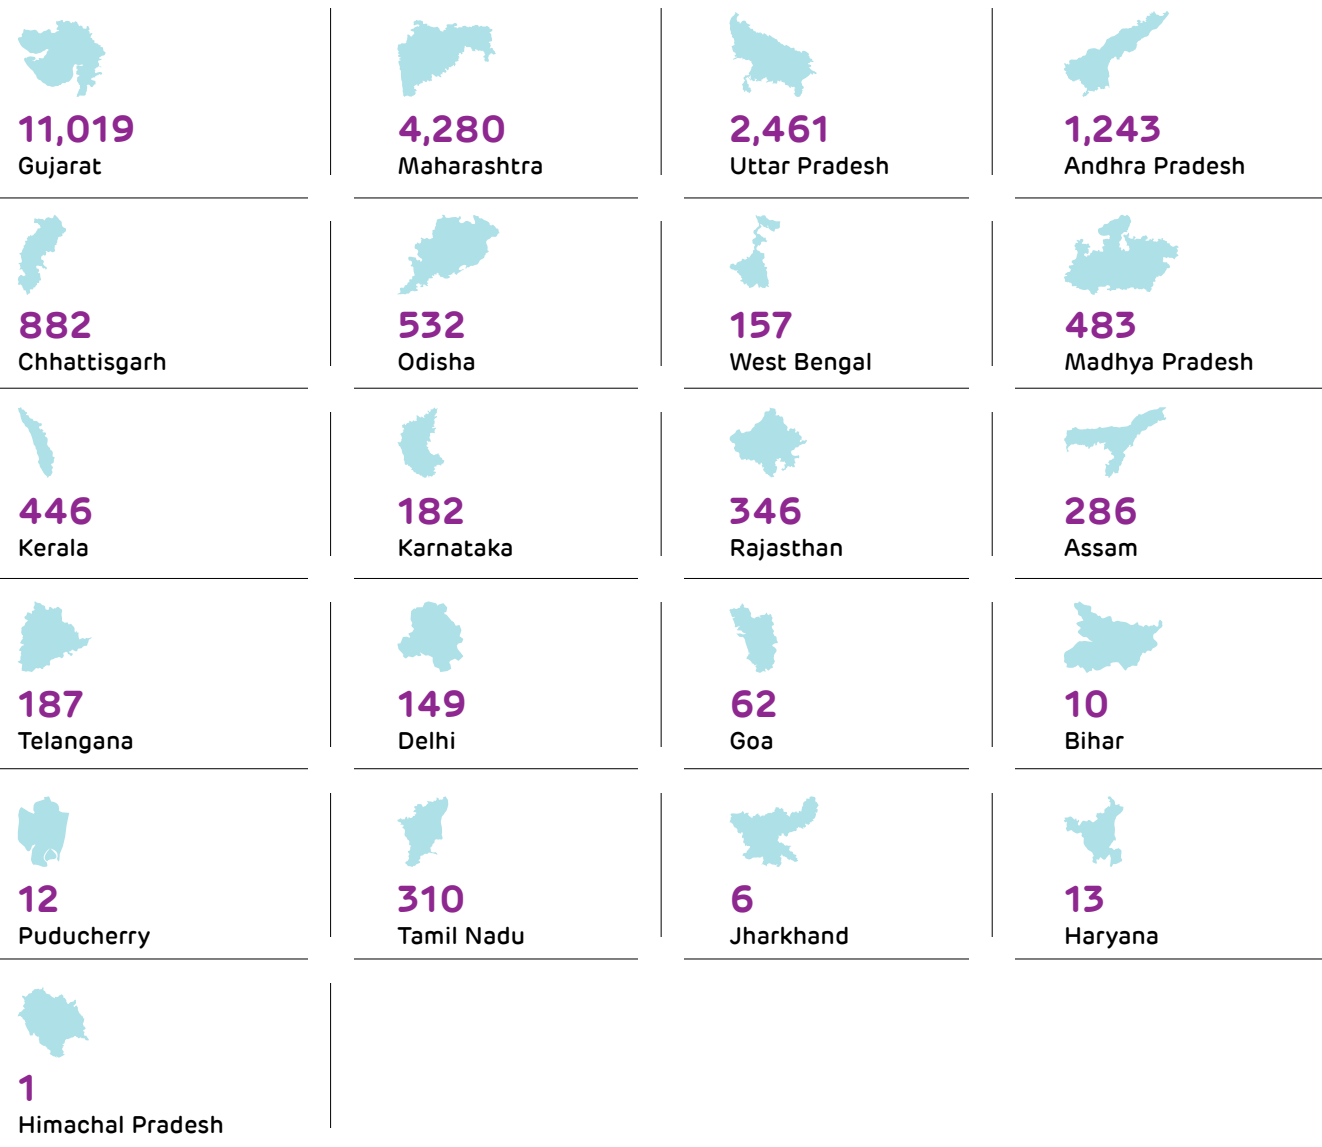 11,019
Gujarat
4,280
Maharashtra
2,461
Uttar Pradesh
1,243
Andhra Pradesh
882
Chhattisgarh
532
Odisha
157
West Bengal
483
Madhya Pradesh
446
Kerala
182
Karnataka
346
Rajasthan
286
Assam
187
Telangana
149
Delhi
62
Goa
10
Bihar
12
Puducherry
310
Tamil Nadu
6
Jharkhand
13
Haryana
1
Himachal Pradesh